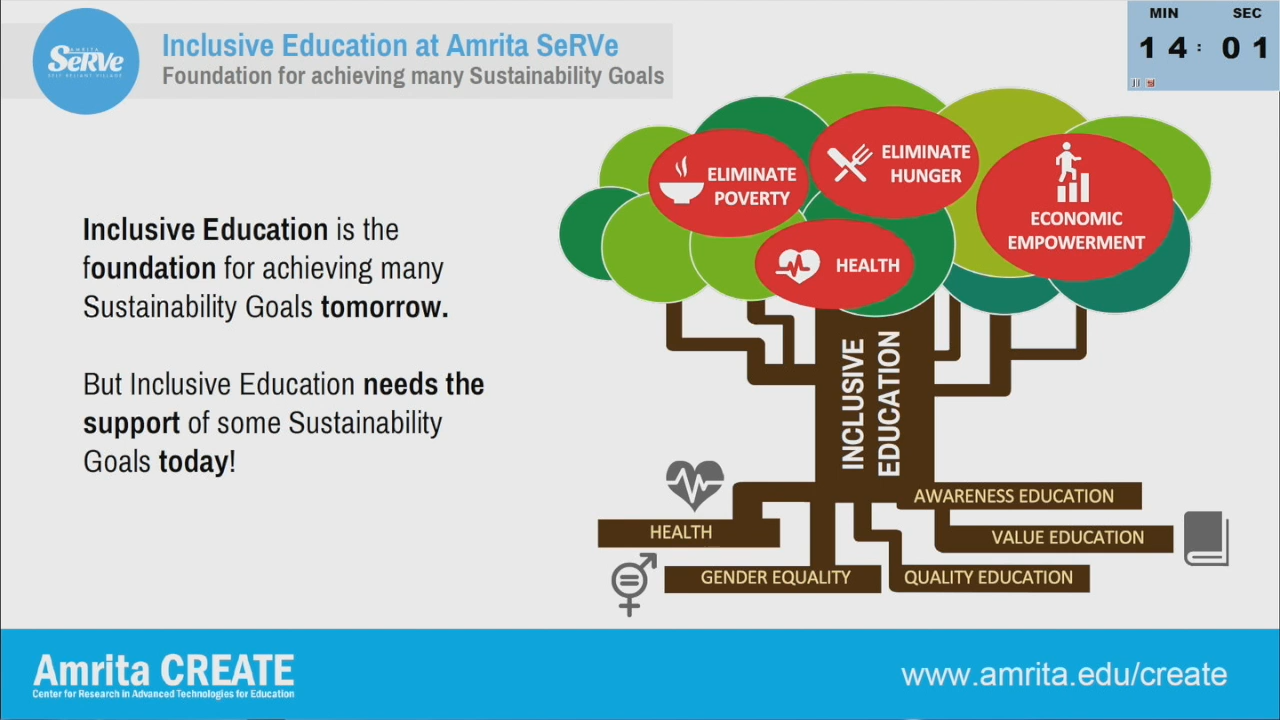 MIN SEC
14:01
AMRITA
SeRVe
SELF RELIANT VILLAGE
Inclusive Education at Amrita SeRVe
Foundation for achieving many Sustainability Goals
Inclusive Education is the
foundation for achieving many
Sustainability Goals tomorrow.
But Inclusive Education needs the
support of some Sustainability
Goals today!
ELIMINATE
POVERTY
ELIMINATE
HUNGER
ECONOMIC
EMPOWERMENT
HEALTH
INCLUSIVE
EDUCATION
AWARENESS EDUCATION
HEALTH
VALUE EDUCATION
GENDER EQUALITY
QUALITY EDUCATION
Amrita CREATE
Center for Research in Advanced Technologies for Education
www.amrita.edu/create